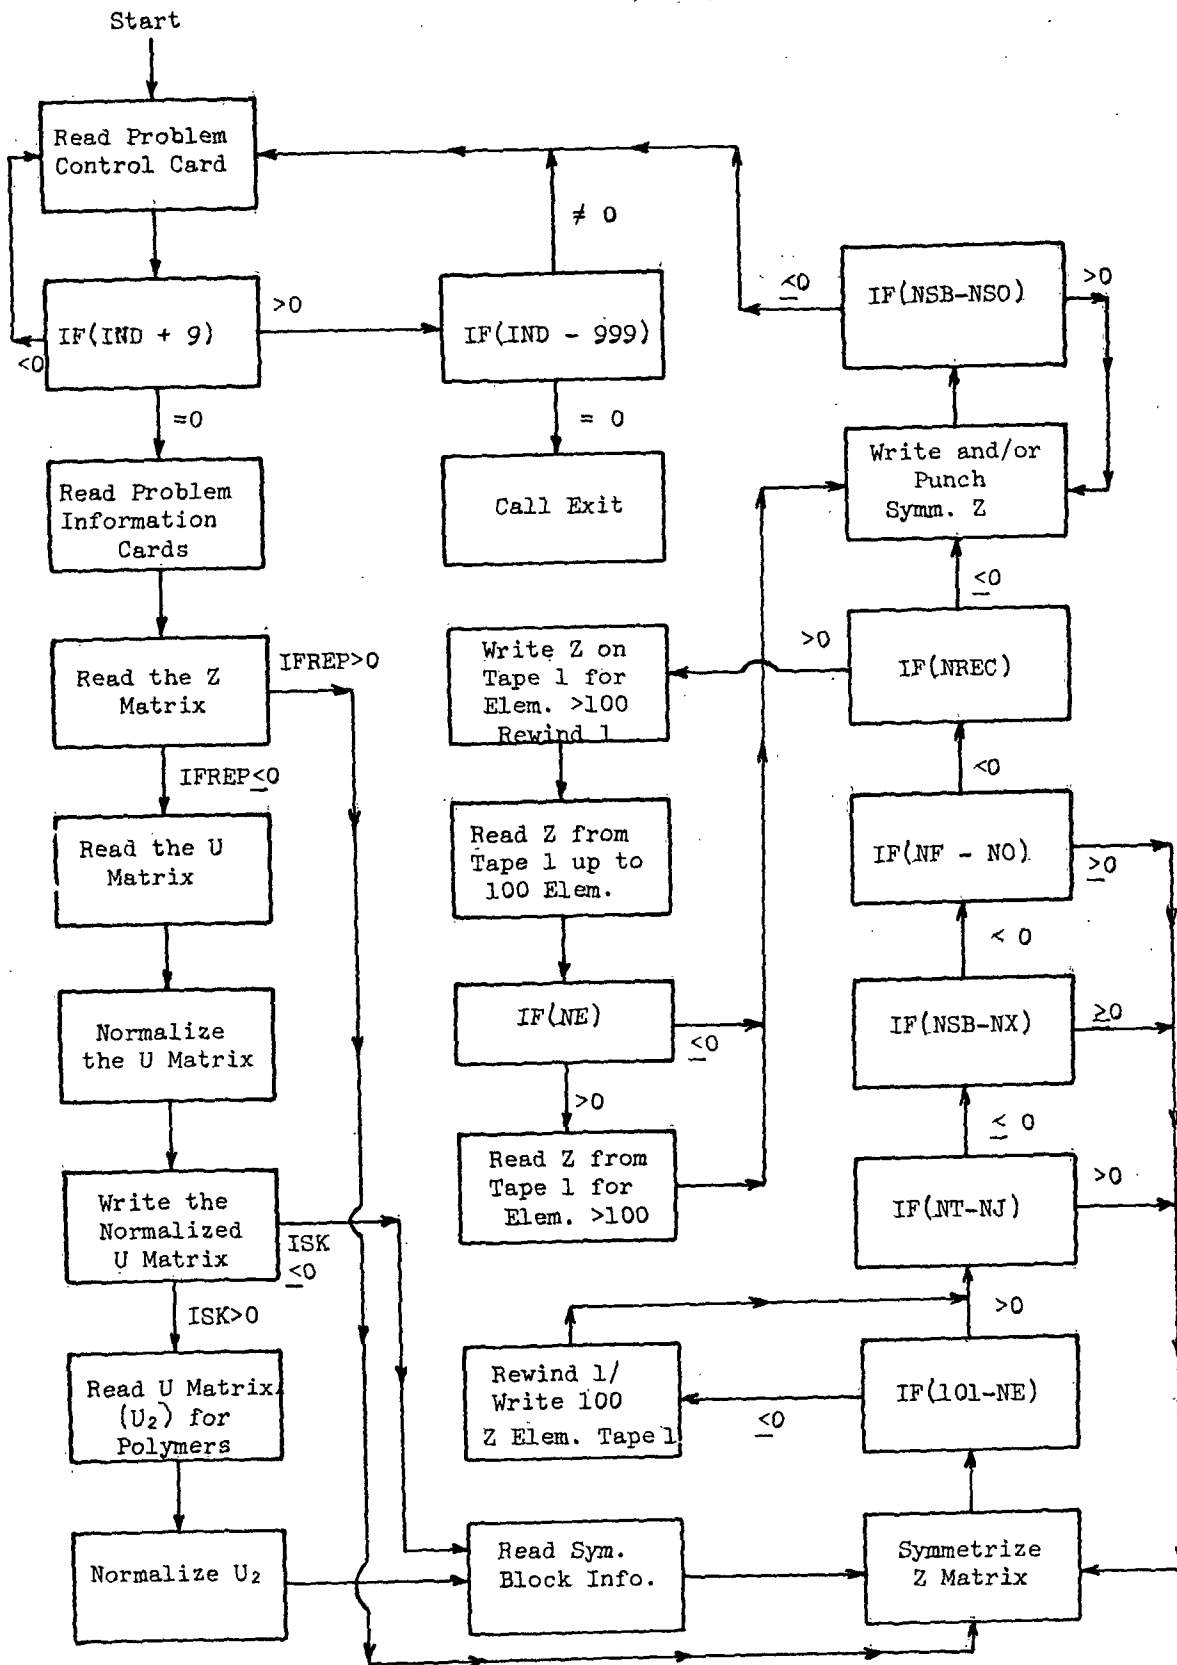 Start
Read Problem
Control Card
IF(IND + 9)
<0
>0
=0
IF(IND - 999)
≠ 0
= 0
Call Exit
Read Problem
Information
Cards
Read the Z
Matrix
IFREP>0
IFREP≤0
Read the U
Matrix
Normalize
the U Matrix
Write the
Normalized
U Matrix
ISK
≤0
ISK>0
Read U Matrix
(U₂) for
Polymers
Normalize U₂
Read Sym.
Block Info.
Symmetrize
Z Matrix
IF(101-NE)
≤0
>0
Rewind 1/
Write 100
Z Elem. Tape 1
IF(NT-NJ)
>0
≤ 0
IF(NSB-NX)
≥0
< 0
IF(NF - NO)
≥0
<0
IF(NREC)
>0
≤0
Write Z on
Tape 1 for
Elem. >100
Rewind 1
Read Z from
Tape 1 up to
100 Elem.
IF(NE)
≤0
>0
Read Z from
Tape 1 for
Elem. >100
Write and/or
Punch
Symm. Z
IF(NSB-NSO)
≤0
>0